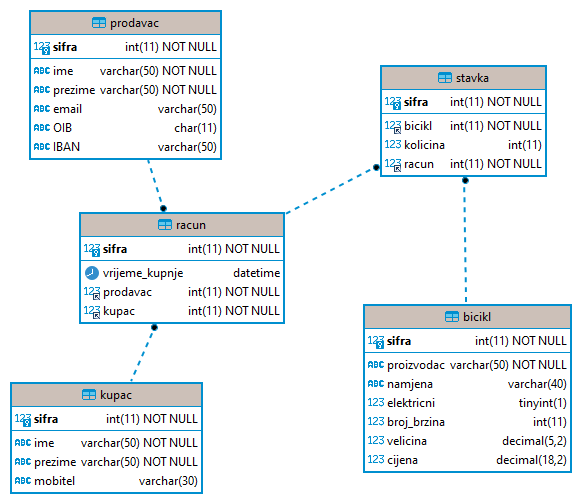 prodavac
123 sifra int(11) NOT NULL
ABC ime varchar(50) NOT NULL
ABC prezime varchar(50) NOT NULL
ABC email varchar(50)
ABC OIB char(11)
ABC IBAN varchar(50)
stavka
123 sifra int(11) NOT NULL
123 bicikl int(11) NOT NULL
123 kolicina int(11)
123 racun int(11) NOT NULL
racun
123 sifra int(11) NOT NULL
vrijeme_kupnje datetime
123 prodavac int(11) NOT NULL
123 kupac int(11) NOT NULL
bicikl
123 sifra int(11) NOT NULL
ABC proizvodac varchar(50) NOT NULL
ABC namjena varchar(40)
123 elektricni tinyint(1)
123 broj_brzina int(11)
123 velicina decimal(5,2)
123 cijena decimal(18,2)
kupac
123 sifra int(11) NOT NULL
ABC ime varchar(50) NOT NULL
ABC prezime varchar(50) NOT NULL
ABC mobitel varchar(30)